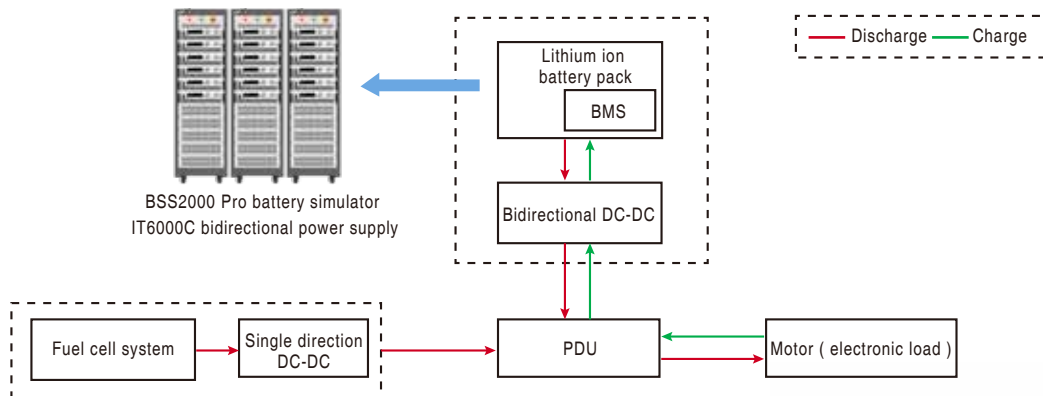 Discharge
Charge
Lithium ion
battery pack
BMS
BSS2000 Pro battery simulator
IT6000C bidirectional power supply
Bidirectional DC-DC
Fuel cell system
Single direction
DC-DC
PDU
Motor ( electronic load )